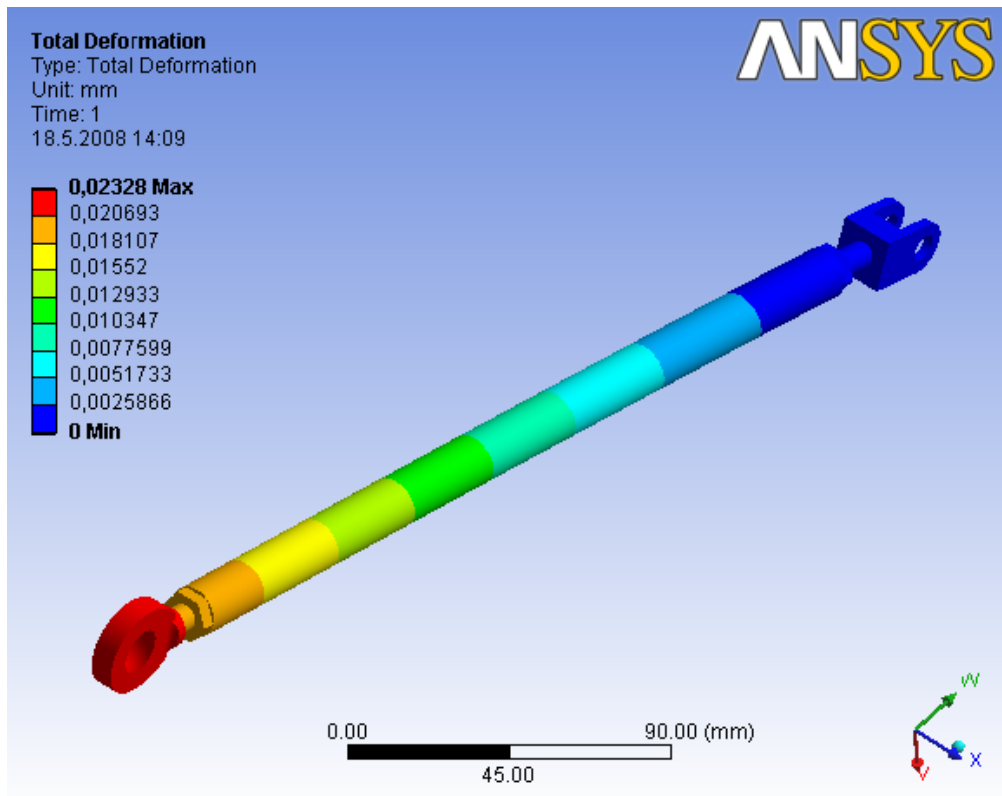 Total Deformation
Type: Total Deformation
Unit: mm
Time: 1
18.5.2008 14:09
ANSYS
0,02328 Max
0,020693
0,018107
0,01552
0,012933
0,010347
0,0077599
0,0051733
0,0025866
0 Min
0.00 90.00 (mm)
45.00
W
X
V